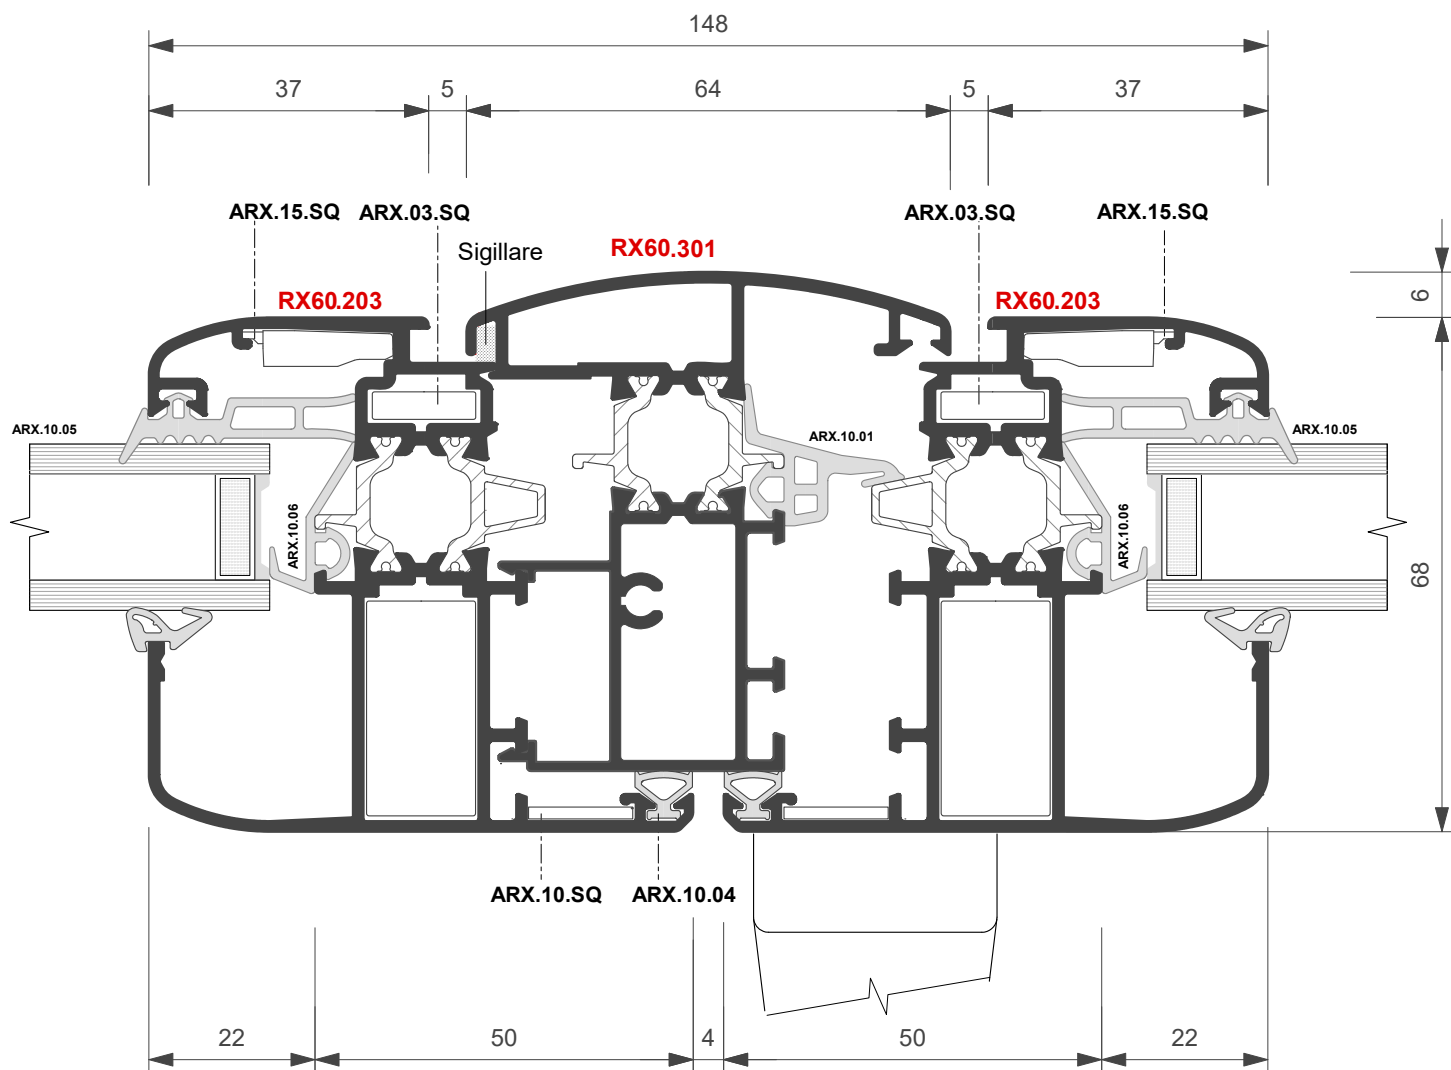 148
37 5 64 5 37
ARX.15.SQ ARX.03.SQ ARX.03.SQ ARX.15.SQ
Sigillare RX60.301
RX60.203 RX60.203
6
ARX.10.05 ARX.10.01 ARX.10.05
ARX.10.06 ARX.10.06
68
ARX.10.SQ ARX.10.04
22 50 4 50 22